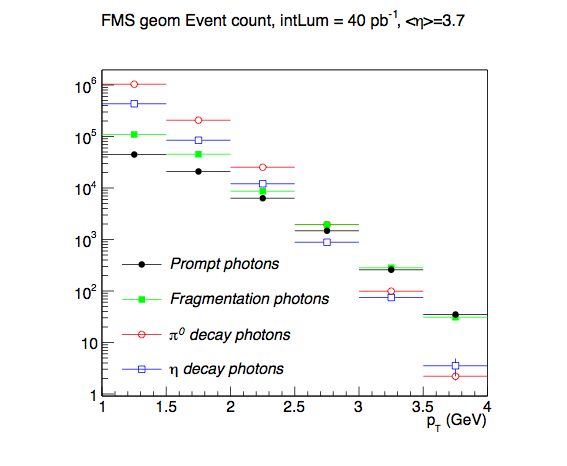 FMS geom Event count, intLum = 40 pb⁻¹, <η>=3.7
10⁶
10⁵
10⁴
10³
10²
10
1
Prompt photons
Fragmentation photons
π⁰ decay photons
η decay photons
1 1.5 2 2.5 3 3.5 4
p_T (GeV)